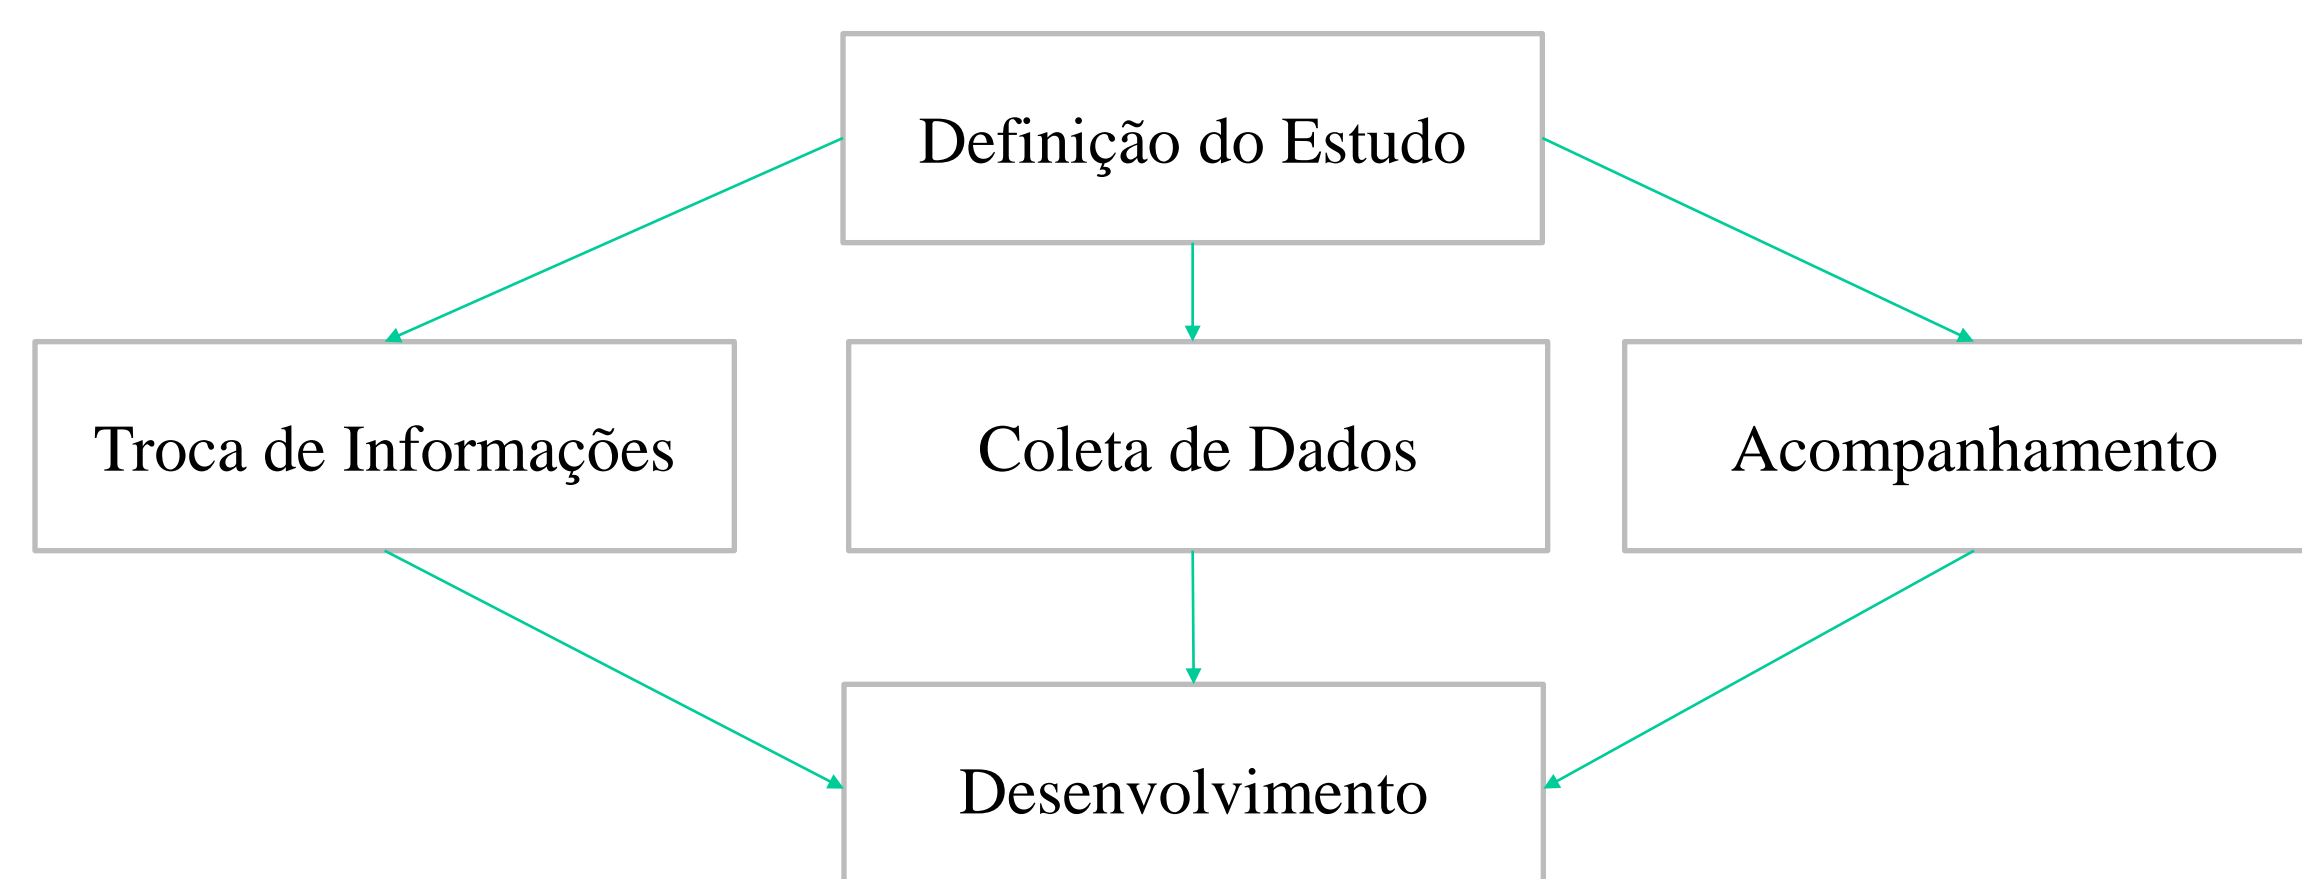 Definição do Estudo
Troca de Informações
Coleta de Dados
Acompanhamento
Desenvolvimento